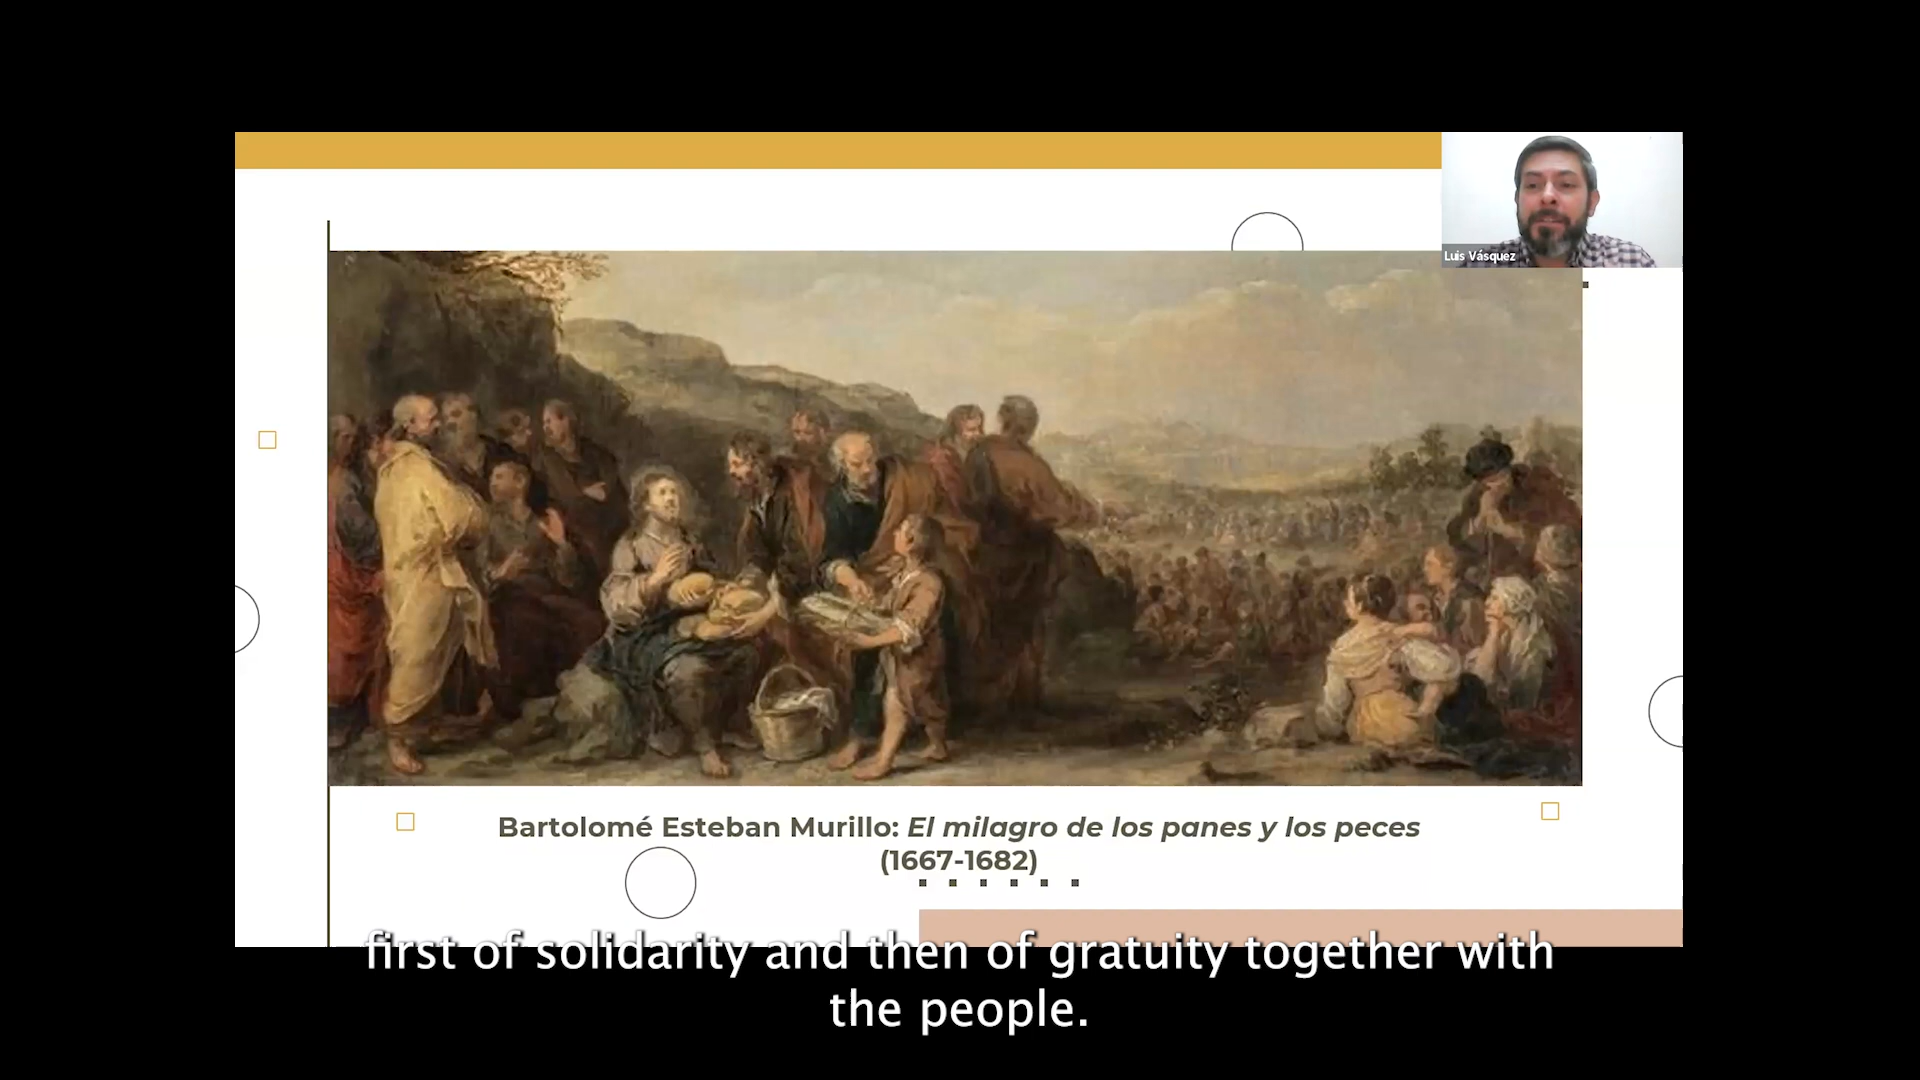 Luis Vásquez
Bartolomé Esteban Murillo: El milagro de los panes y los peces
(1667-1682)
first of solidarity and then of gratuity together with
the people.